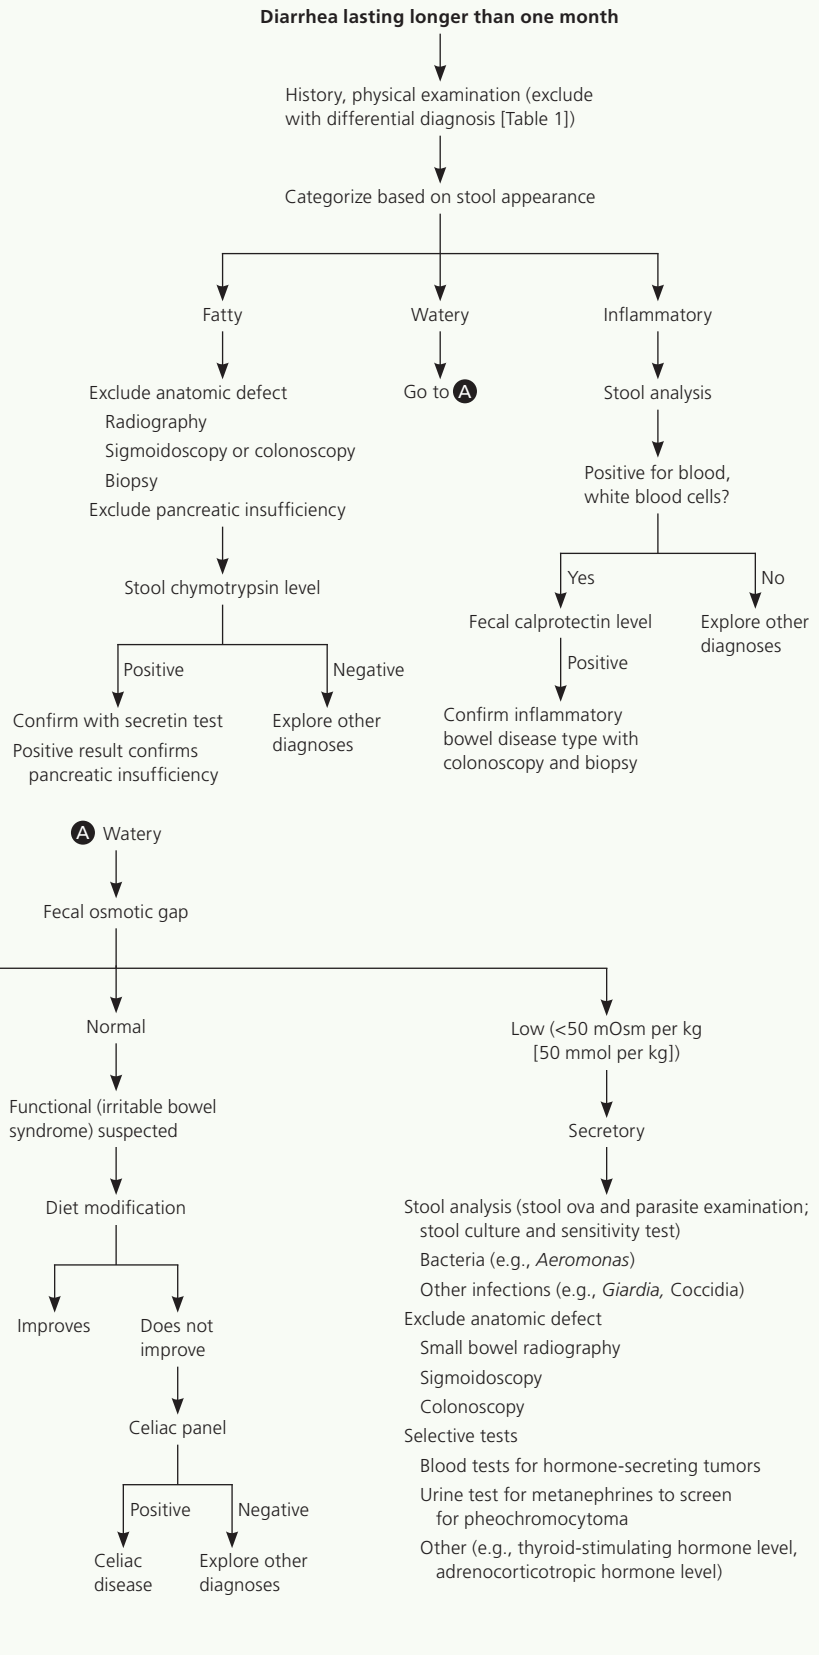 Diarrhea lasting longer than one month
History, physical examination (exclude
with differential diagnosis [Table 1])
Categorize based on stool appearance
Fatty
Watery
Inflammatory
Exclude anatomic defect
Radiography
Sigmoidoscopy or colonoscopy
Biopsy
Exclude pancreatic insufficiency
Go to A
Stool analysis
Positive for blood,
white blood cells?
Stool chymotrypsin level
Yes
No
Fecal calprotectin level
Explore other
diagnoses
Positive
Negative
Positive
Confirm with secretin test
Positive result confirms
pancreatic insufficiency
Explore other
diagnoses
Confirm inflammatory
bowel disease type with
colonoscopy and biopsy
A Watery
Fecal osmotic gap
Normal
Low (<50 mOsm per kg
[50 mmol per kg])
Functional (irritable bowel
syndrome) suspected
Secretory
Diet modification
Improves
Does not
improve
Celiac panel
Positive
Negative
Celiac
disease
Explore other
diagnoses
Stool analysis (stool ova and parasite examination;
stool culture and sensitivity test)
Bacteria (e.g., Aeromonas)
Other infections (e.g., Giardia, Coccidia)
Exclude anatomic defect
Small bowel radiography
Sigmoidoscopy
Colonoscopy
Selective tests
Blood tests for hormone-secreting tumors
Urine test for metanephrines to screen
for pheochromocytoma
Other (e.g., thyroid-stimulating hormone level,
adrenocorticotropic hormone level)